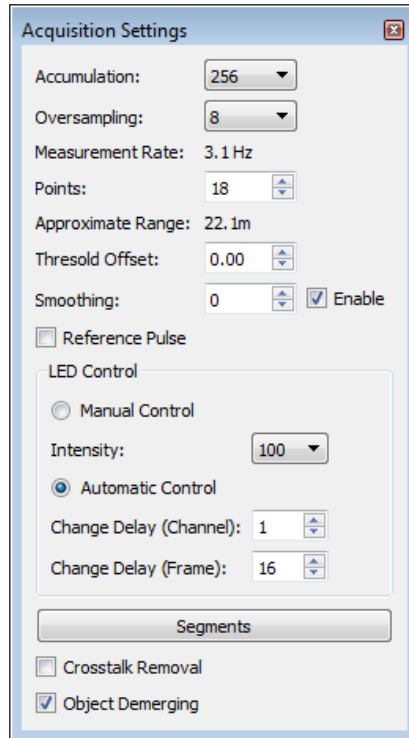 Acquisition Settings
Accumulation: 256
Oversampling: 8
Measurement Rate: 3.1 Hz
Points: 18
Approximate Range: 22.1m
Thresold Offset: 0.00
Smoothing: 0 Enable
Reference Pulse
LED Control
Manual Control
Intensity: 100
Automatic Control
Change Delay (Channel): 1
Change Delay (Frame): 16
Segments
Crosstalk Removal
Object Demerging